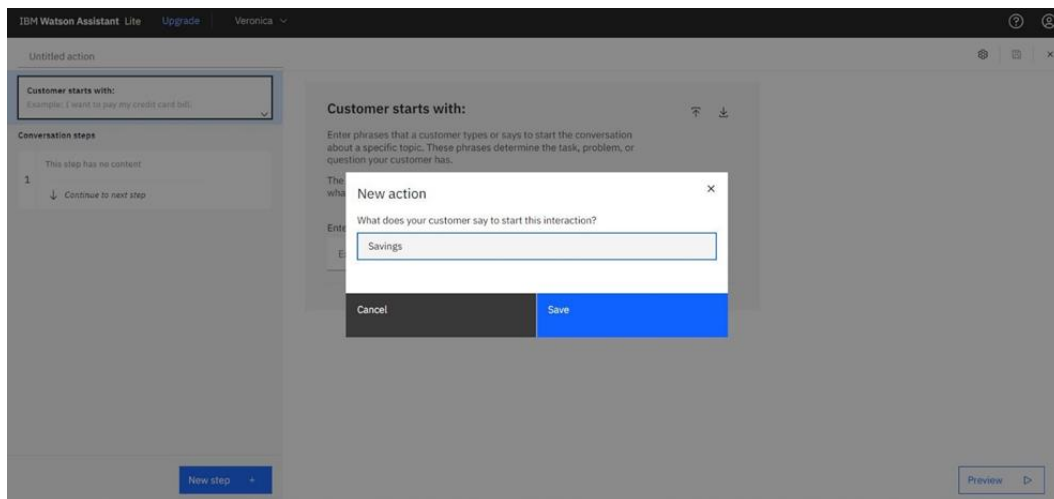 IBM Watson Assistant Lite Upgrade Veronica
Untitled action
Customer starts with:
Example: I want to pay my credit card bill.
Conversation steps
This step has no content
1
Continue to next step
New step +
Customer starts with:
Enter phrases that a customer types or says to start the conversation
about a specific topic. These phrases determine the task, problem, or
question your customer has.
The
what
Ente
New action
What does your customer say to start this interaction?
Savings
Cancel
Save
Preview